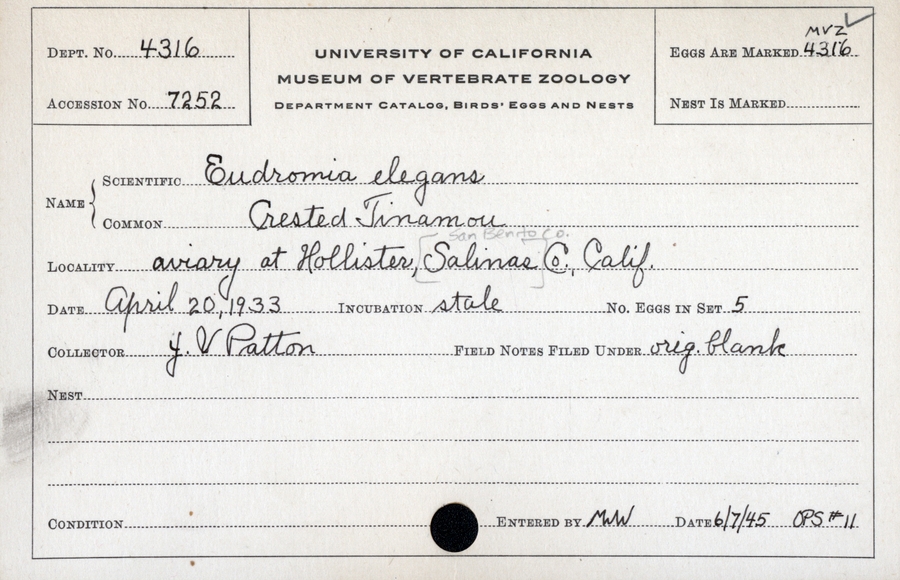 MVZ
DEPT. No. 4316 UNIVERSITY OF CALIFORNIA EGGS ARE MARKED 4316
MUSEUM OF VERTEBRATE ZOOLOGY
ACCESSION No. 7252 DEPARTMENT CATALOG, BIRDS' EGGS AND NESTS NEST IS MARKED
NAME { SCIENTIFIC Eudromia elegans
COMMON Crested Tinamou
San Benito Co.
LOCALITY aviary at Hollister, [Salinas] Co., Calif.
DATE April 20, 1933 INCUBATION stale NO. EGGS IN SET 5
COLLECTOR J. V Patton FIELD NOTES FILED UNDER orig. blank
NEST
CONDITION ENTERED BY MWW DATE 6/7/45 OPS #11